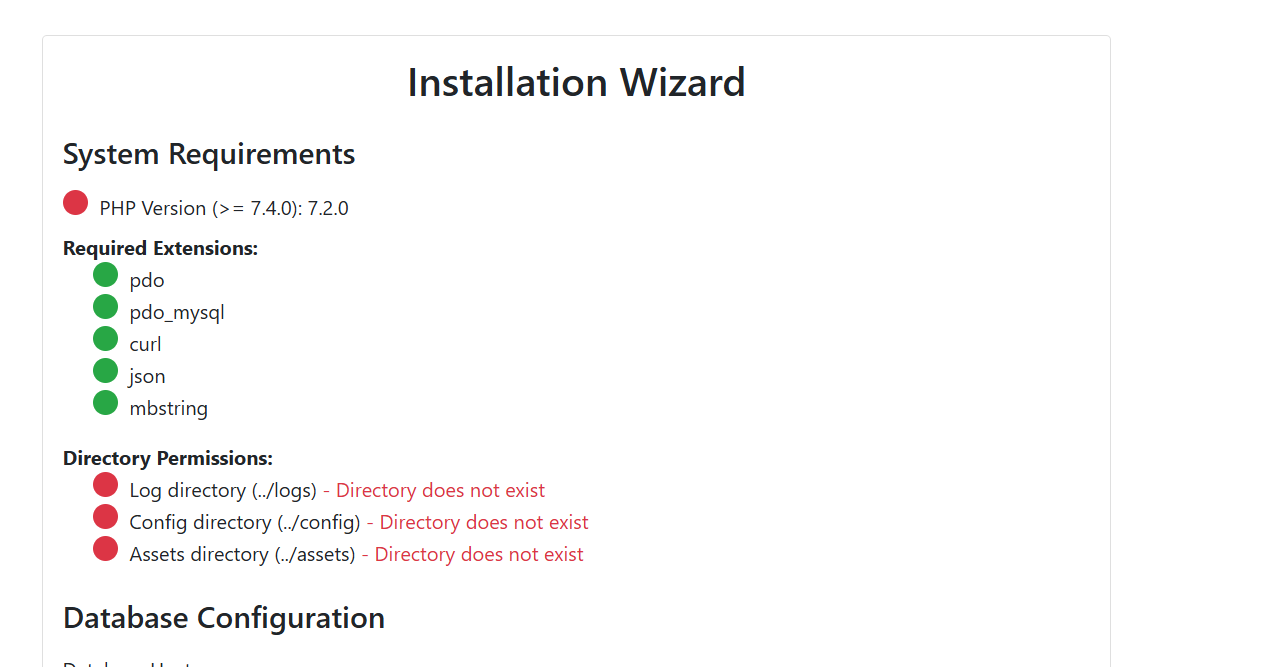 Installation Wizard
System Requirements
PHP Version (>= 7.4.0): 7.2.0
Required Extensions:
pdo
pdo_mysql
curl
json
mbstring
Directory Permissions:
Log directory (../logs) - Directory does not exist
Config directory (../config) - Directory does not exist
Assets directory (../assets) - Directory does not exist
Database Configuration